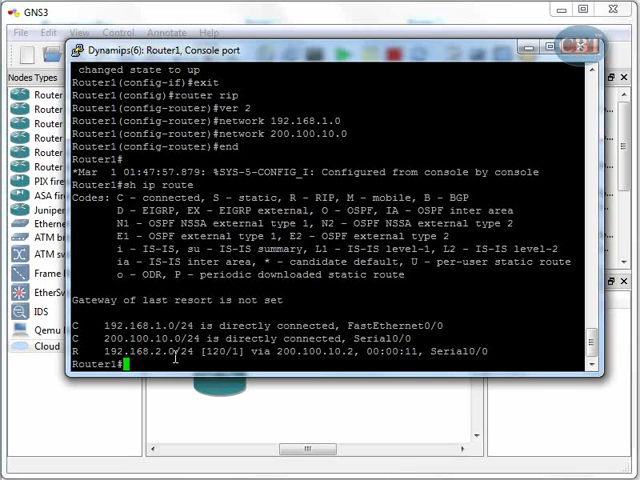 GNS3
File Edit View Control Annotate Help
Dynamips(6): Router1, Console port
CBT
Nodes Types
Router
Router
Router
Router
Router
Router
PIX fire
ASA firew
Juniper
Etherne
ATM br
ATM sw
Frame R
EtherSw
IDS
Qemu
Cloud
changed state to up
Router1(config-if)#exit
Router1(config)#router rip
Router1(config-router)#ver 2
Router1(config-router)#network 192.168.1.0
Router1(config-router)#network 200.100.10.0
Router1(config-router)#end
Router1#
*Mar 1 01:47:57.879: %SYS-5-CONFIG_I: Configured from console by console
Router1#sh ip route
Codes: C - connected, S - static, R - RIP, M - mobile, B - BGP
D - EIGRP, EX - EIGRP external, O - OSPF, IA - OSPF inter area
N1 - OSPF NSSA external type 1, N2 - OSPF NSSA external type 2
E1 - OSPF external type 1, E2 - OSPF external type 2
i - IS-IS, su - IS-IS summary, L1 - IS-IS level-1, L2 - IS-IS level-2
ia - IS-IS inter area, * - candidate default, U - per-user static route
o - ODR, P - periodic downloaded static route
Gateway of last resort is not set
C 192.168.1.0/24 is directly connected, FastEthernet0/0
C 200.100.10.0/24 is directly connected, Serial0/0
R 192.168.2.0/24 [120/1] via 200.100.10.2, 00:00:11, Serial0/0
Router1#